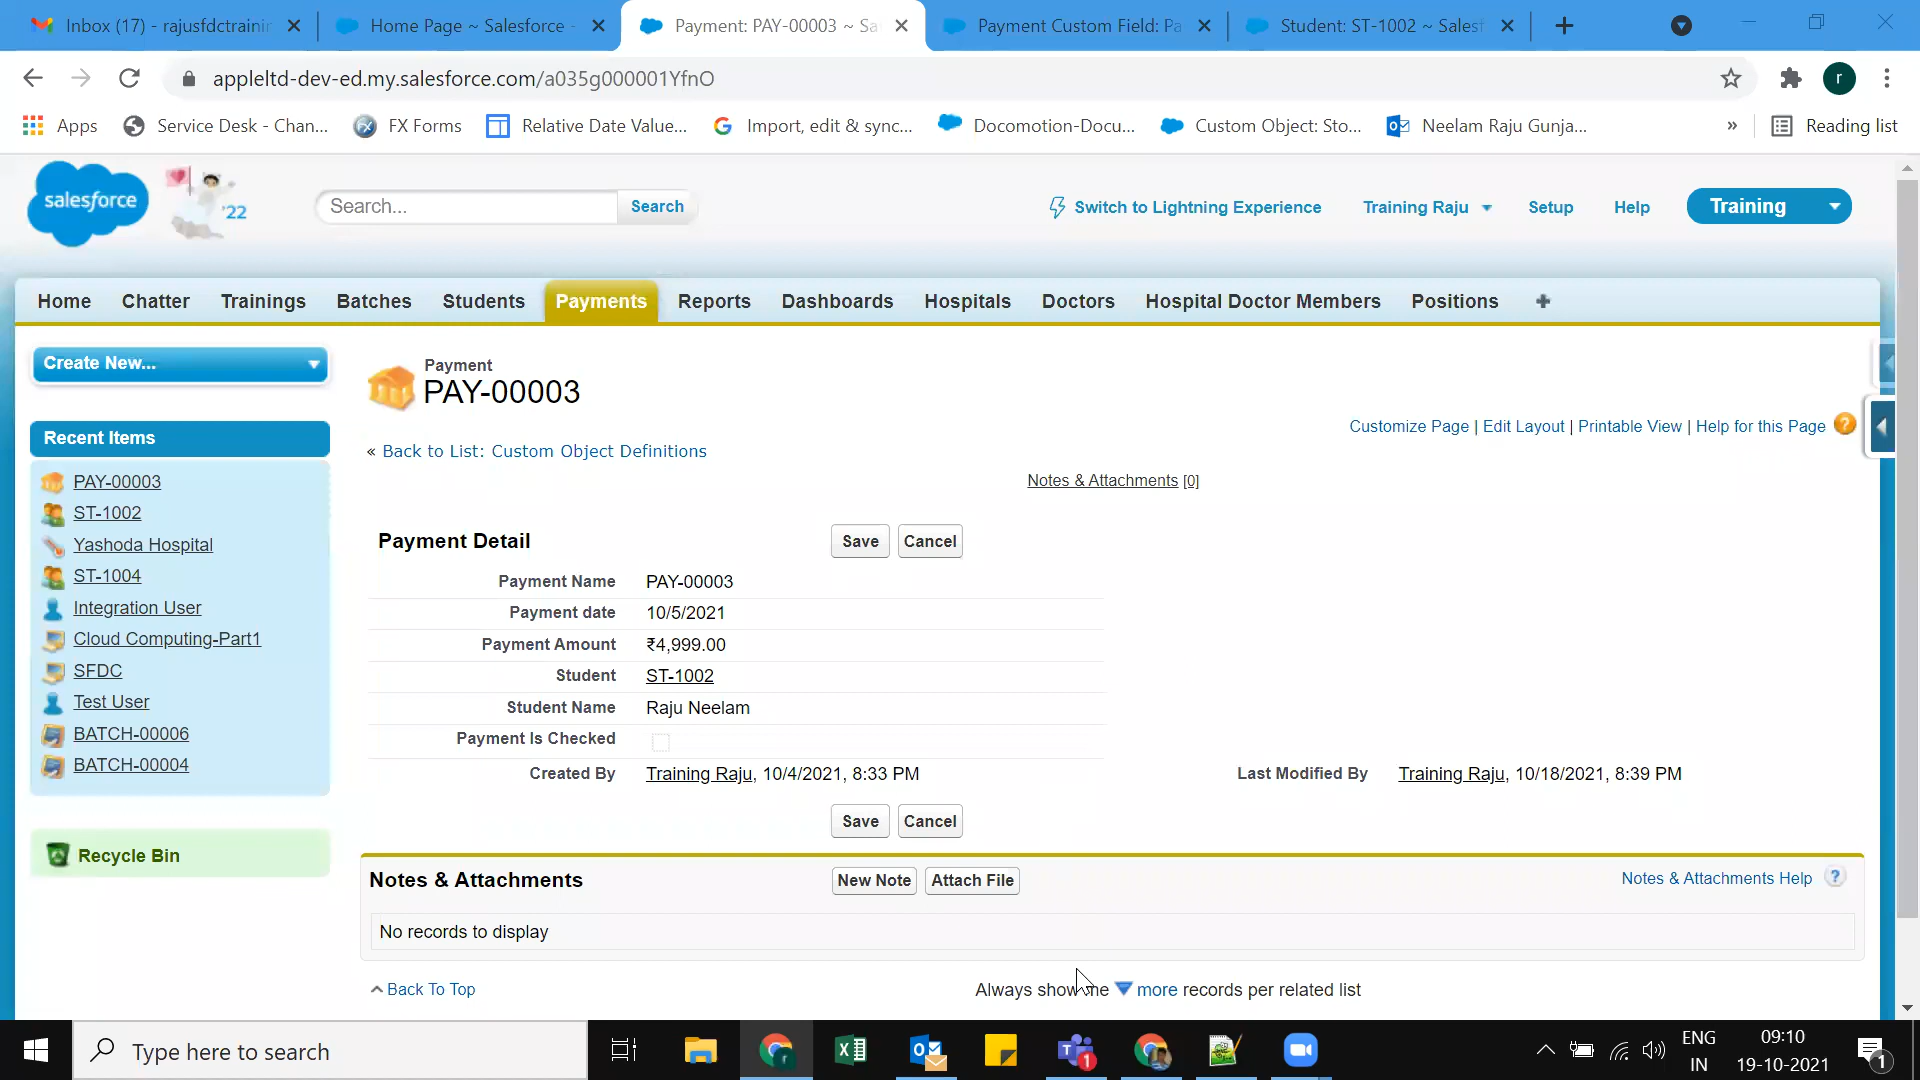 Inbox (17) - rajusfdctrainin
Home Page ~ Salesforce -
Payment: PAY-00003 ~ Sa
Payment Custom Field: Pa
Student: ST-1002 ~ Salesf
appleltd-dev-ed.my.salesforce.com/a035g000001YfnO
r
Apps
Service Desk - Chan...
FX Forms
Relative Date Value...
Import, edit & sync...
Docomotion-Docu...
Custom Object: Sto...
Neelam Raju Gunja...
»
Reading list
salesforce
'22
Search...
Search
Switch to Lightning Experience
Training Raju
Setup
Help
Training
Home
Chatter
Trainings
Batches
Students
Payments
Reports
Dashboards
Hospitals
Doctors
Hospital Doctor Members
Positions
Create New...
Recent Items
PAY-00003
ST-1002
Yashoda Hospital
ST-1004
Integration User
Cloud Computing-Part1
SFDC
Test User
BATCH-00006
BATCH-00004
Recycle Bin
Payment
PAY-00003
Customize Page | Edit Layout | Printable View | Help for this Page
« Back to List: Custom Object Definitions
Notes & Attachments [0]
Payment Detail
Save
Cancel
Payment Name PAY-00003
Payment date 10/5/2021
Payment Amount ₹4,999.00
Student ST-1002
Student Name Raju Neelam
Payment Is Checked
Created By Training Raju, 10/4/2021, 8:33 PM
Last Modified By Training Raju, 10/18/2021, 8:39 PM
Save
Cancel
Notes & Attachments
New Note
Attach File
Notes & Attachments Help ?
No records to display
Back To Top
Always show me more records per related list
Type here to search
1
ENG
IN
09:10
19-10-2021
1